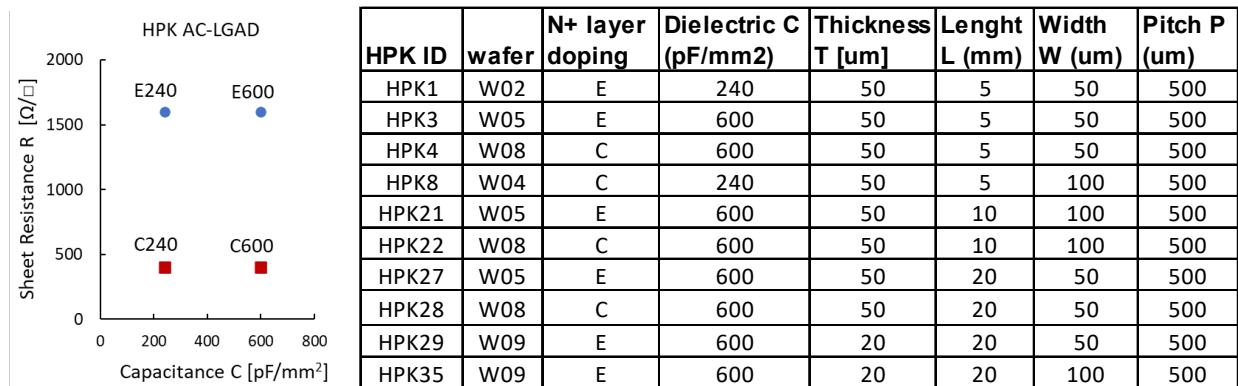 HPK AC-LGAD
Sheet Resistance R [Ω/□]
2000
1500
1000
500
0
E240 E600
C240 C600
0 200 400 600 800
Capacitance C [pF/mm²]
HPK ID wafer N+ layer doping Dielectric C (pF/mm2) Thickness T [um] Lenght L (mm) Width W (um) Pitch P (um)
HPK1 W02 E 240 50 5 50 500
HPK3 W05 E 600 50 5 50 500
HPK4 W08 C 600 50 5 50 500
HPK8 W04 C 240 50 5 100 500
HPK21 W05 E 600 50 10 100 500
HPK22 W08 C 600 50 10 100 500
HPK27 W05 E 600 50 20 50 500
HPK28 W08 C 600 50 20 50 500
HPK29 W09 E 600 20 20 50 500
HPK35 W09 E 600 20 20 100 500